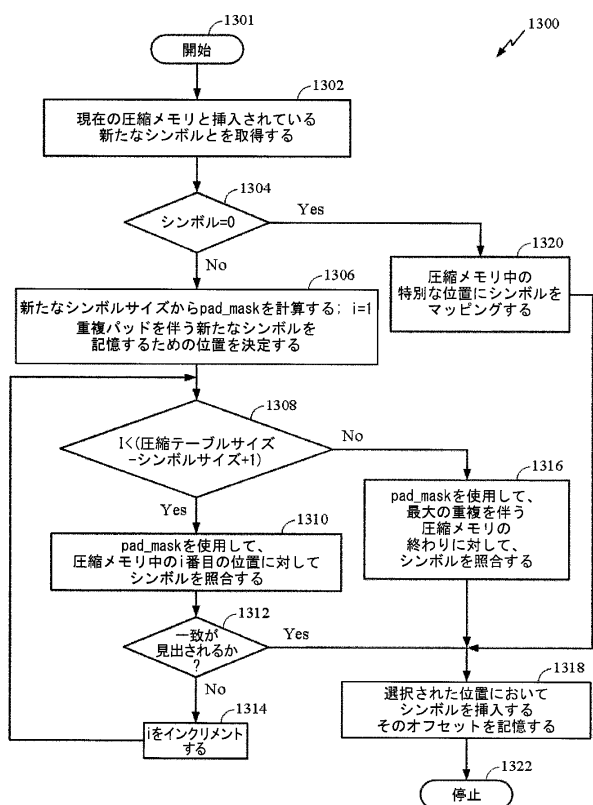 1301
1300
開始
1302
現在の圧縮メモリと挿入されている
新たなシンボルとを取得する
1304
シンボル=0
Yes
No
1320
圧縮メモリ中の
特別な位置にシンボルを
マッピングする
1306
新たなシンボルサイズからpad_maskを計算する; i=1
重複パッドを伴う新たなシンボルを
記憶するための位置を決定する
1308
I<(圧縮テーブルサイズ
-シンボルサイズ+1)
No
Yes
1316
pad_maskを使用して、
最大の重複を伴う
圧縮メモリの
終わりに対して、
シンボルを照合する
1310
pad_maskを使用して、
圧縮メモリ中のi番目の位置に対して
シンボルを照合する
1312
一致が
見出されるか
?
Yes
No
1314
iをインクリメント
する
1318
選択された位置において
シンボルを挿入する
そのオフセットを記憶する
1322
停止